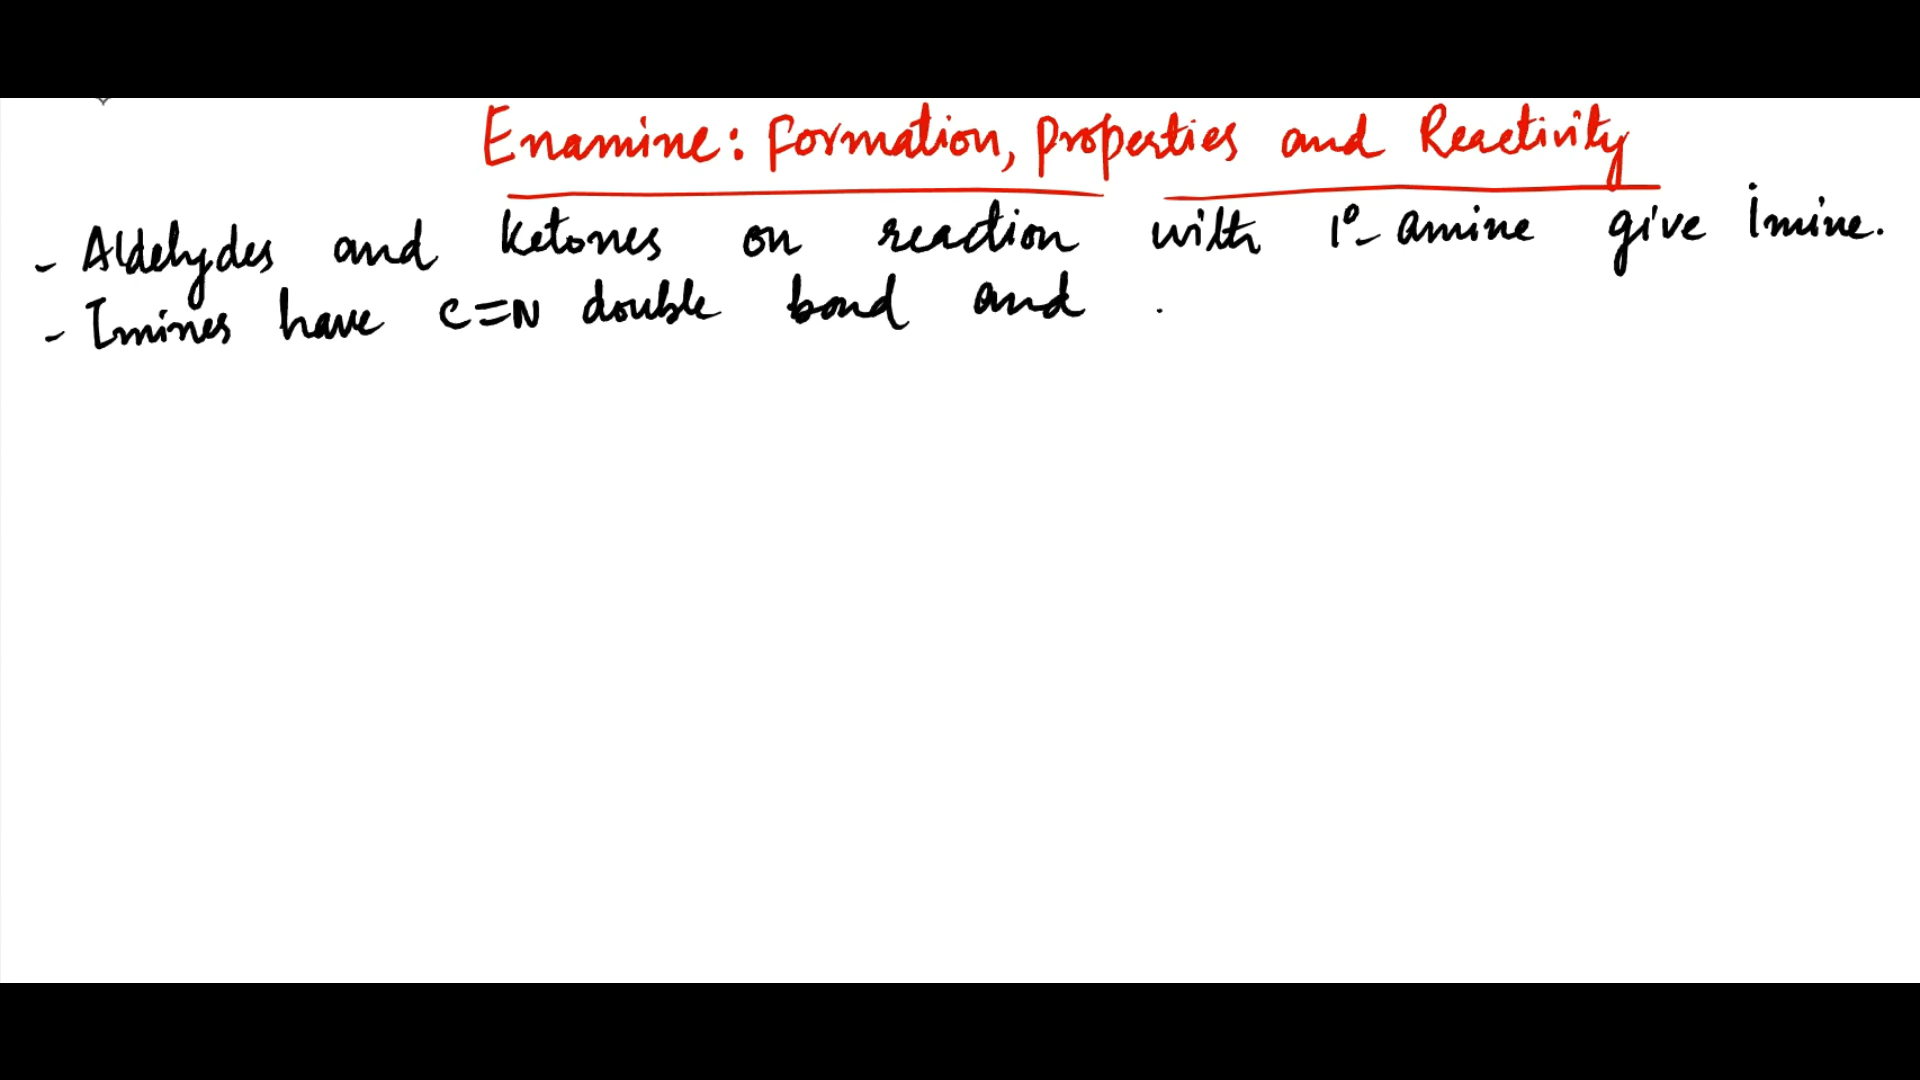 Enamine: Formation, Properties and Reactivity
- Aldehydes and Ketones on reaction with 1°- amine give Imine.
- Imines have C=N double bond and .